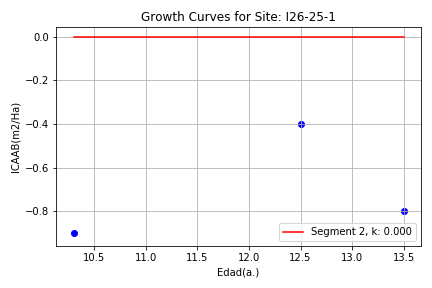 Growth Curves for Site: I26-25-1
0.0
−0.2
−0.4
−0.6
−0.8
ICAAB(m2/Ha)
Segment 2, k: 0.000
10.5 11.0 11.5 12.0 12.5 13.0 13.5
Edad(a.)